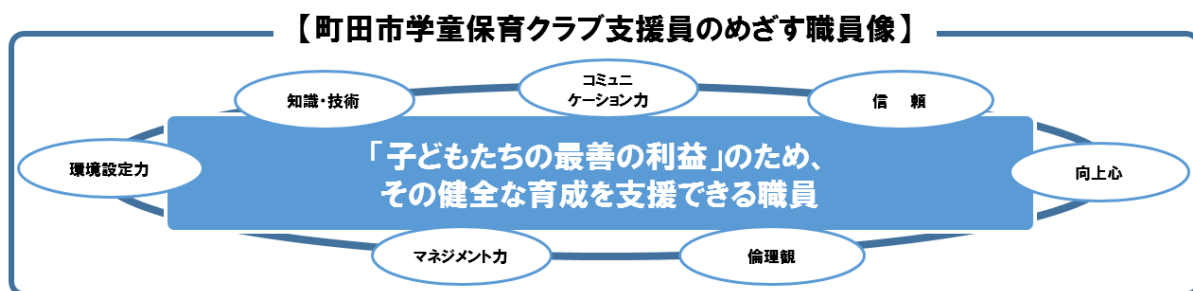 【町田市学童保育クラブ支援員のめざす職員像】
コミュニ
ケーション力
知識・技術
信　頼
環境設定力
「子どもたちの最善の利益」のため、
その健全な育成を支援できる職員
向上心
マネジメント力
倫理観